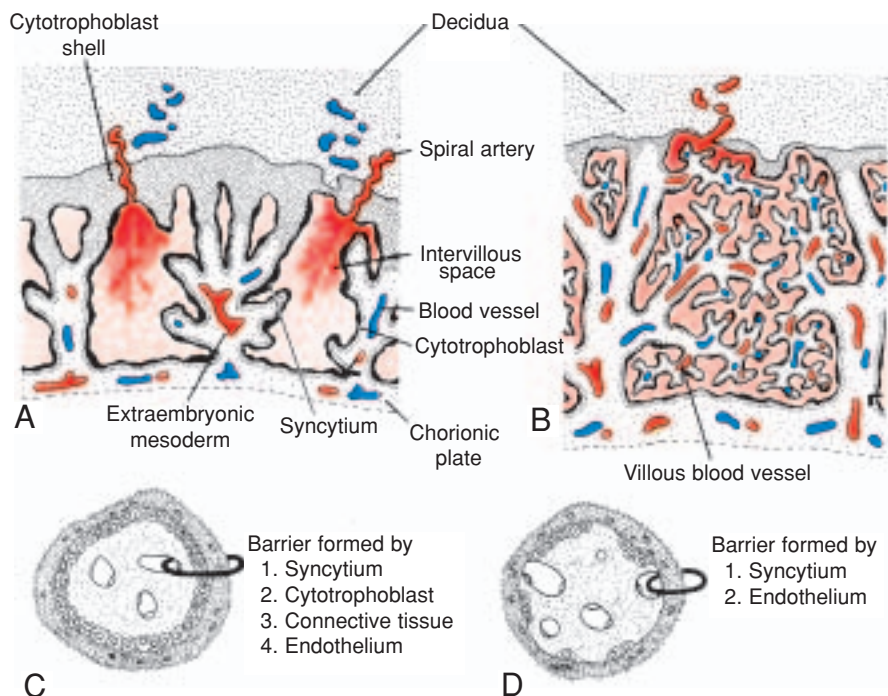 Cytotrophoblast
shell
Decidua
Spiral artery
Intervillous
space
Blood vessel
Cytotrophoblast
A
Extraembryonic
mesoderm
Syncytium
Chorionic
plate
B
Villous blood vessel
Barrier formed by
1. Syncytium
2. Cytotrophoblast
3. Connective tissue
4. Endothelium
C
Barrier formed by
1. Syncytium
2. Endothelium
D